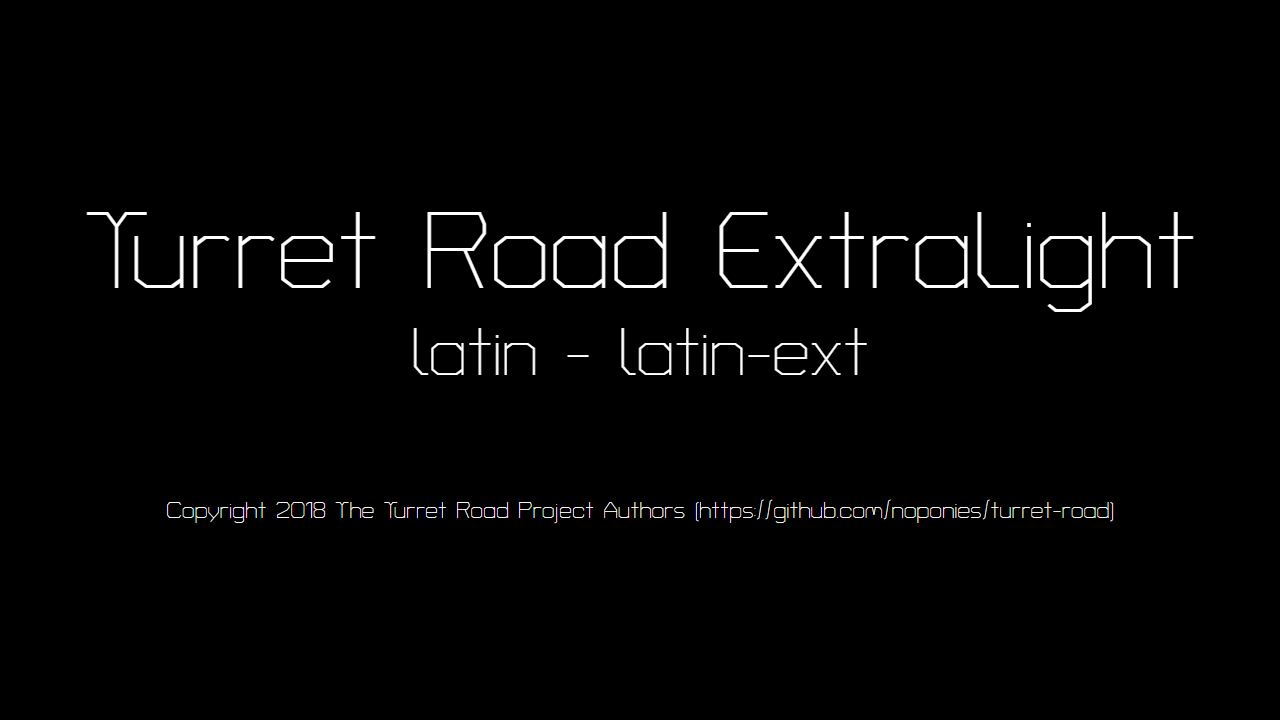 Turret Road ExtraLight
latin - latin-ext
Copyright 2018 The Turret Road Project Authors (https://github.com/noponies/turret-road)